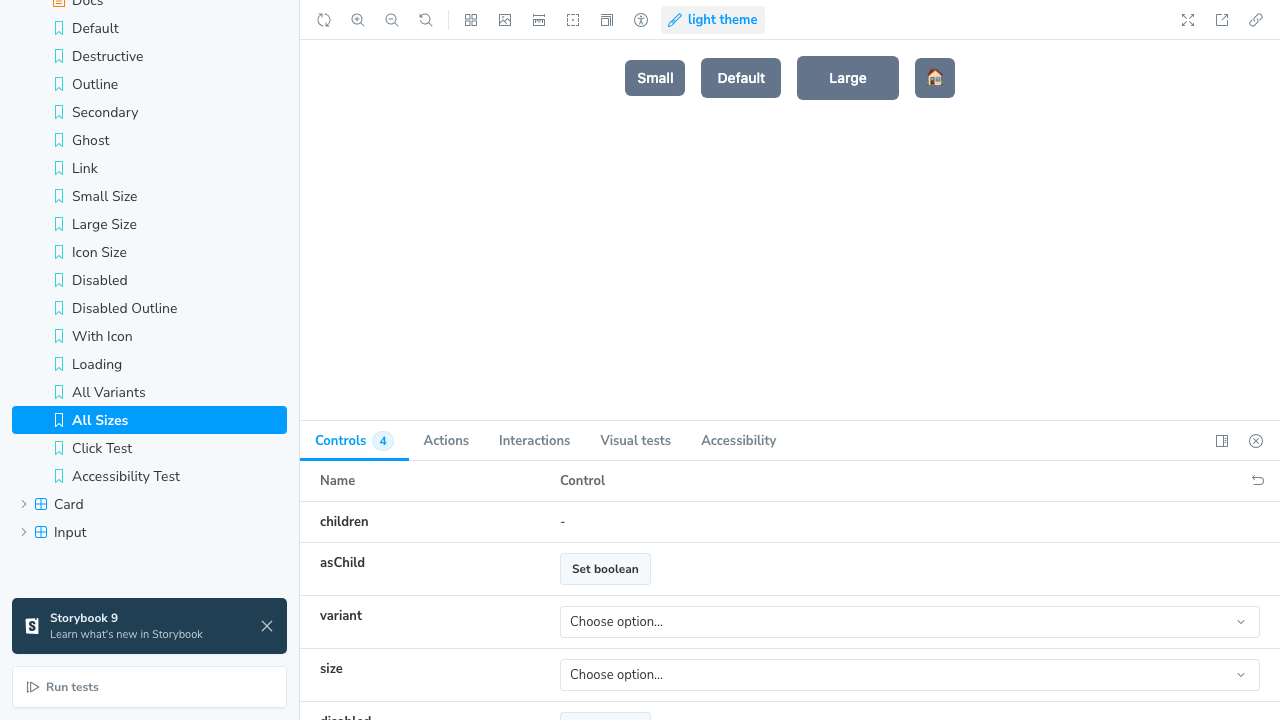 Docs
Default
Destructive
Outline
Secondary
Ghost
Link
Small Size
Large Size
Icon Size
Disabled
Disabled Outline
With Icon
Loading
All Variants
All Sizes
Click Test
Accessibility Test
Card
Input
Storybook 9
Learn what's new in Storybook
Run tests
light theme
Small
Default
Large
Controls 4
Actions
Interactions
Visual tests
Accessibility
Name
Control
children
-
asChild
Set boolean
variant
Choose option...
size
Choose option...
disabled